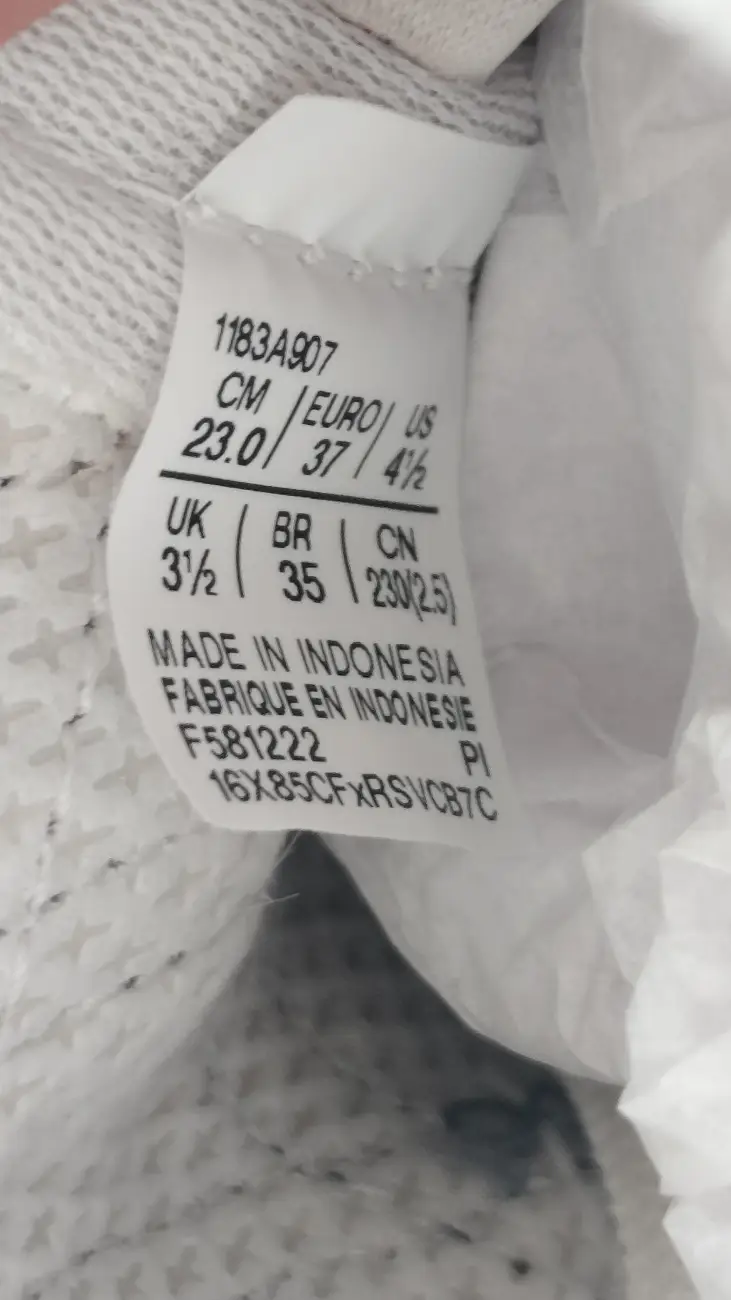 1183A907
CM / EURO / US
23.0 / 37 / 4½
UK | BR | CN
3½ | 35 | 230(2.5)
MADE IN INDONESIA
FABRIQUE EN INDONESIE
F581222 PI
16X85CFxRSVCB7C